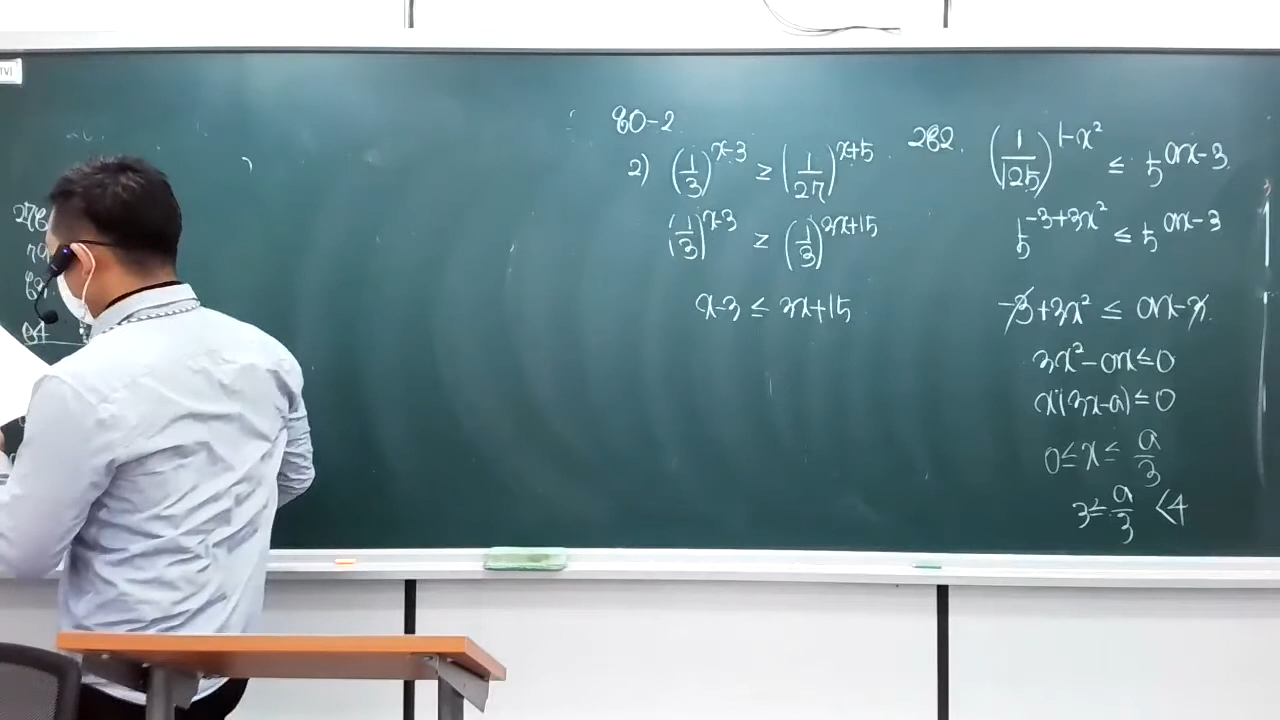 80-2
2) (1/3)^(x-3) ≥ (1/27)^(x+5)
(1/3)^(x-3) ≥ (1/3)^(3x+15)
x-3 ≤ 3x+15
282. (1/125)^(1-x²) ≤ 5^(ax-3)
5^(-3+3x²) ≤ 5^(ax-3)
-3+3x² ≤ ax-3
3x²-ax≤0
x(3x-a)≤0
0≤x≤ a/3
3≤ a/3 <4